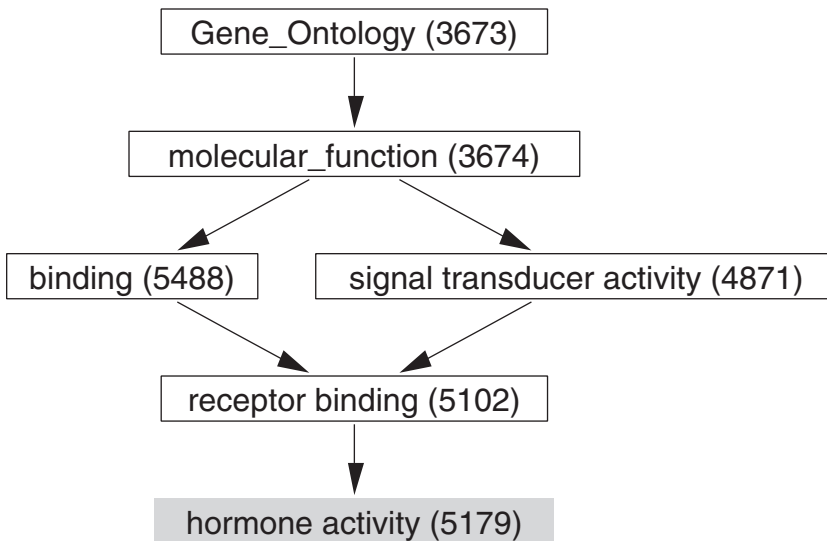 Gene_Ontology (3673)
molecular_function (3674)
binding (5488)
signal transducer activity (4871)
receptor binding (5102)
hormone activity (5179)